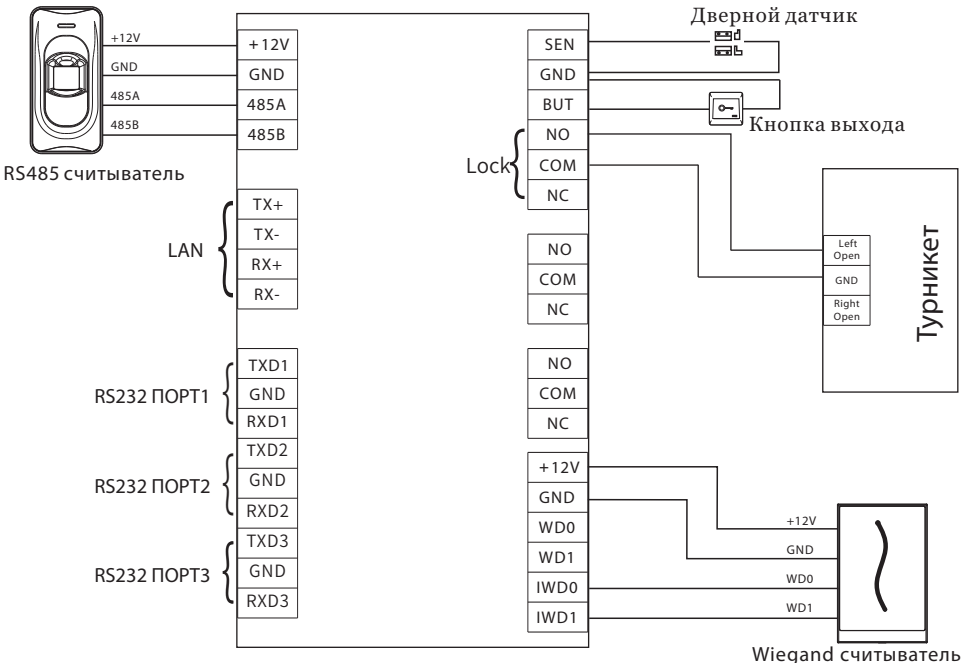 +12V
GND
485A
485B
RS485 считыватель
+12V
GND
485A
485B
LAN
TX+
TX-
RX+
RX-
RS232 ПОРТ1
TXD1
GND
RXD1
RS232 ПОРТ2
TXD2
GND
RXD2
RS232 ПОРТ3
TXD3
GND
RXD3
SEN
GND
BUT
Lock
NO
COM
NC
NO
COM
NC
NO
COM
NC
+12V
GND
WD0
WD1
IWD0
IWD1
Дверной датчик
Кнопка выхода
Left
Open
GND
Right
Open
Турникет
+12V
GND
WD0
WD1
Wiegand считыватель